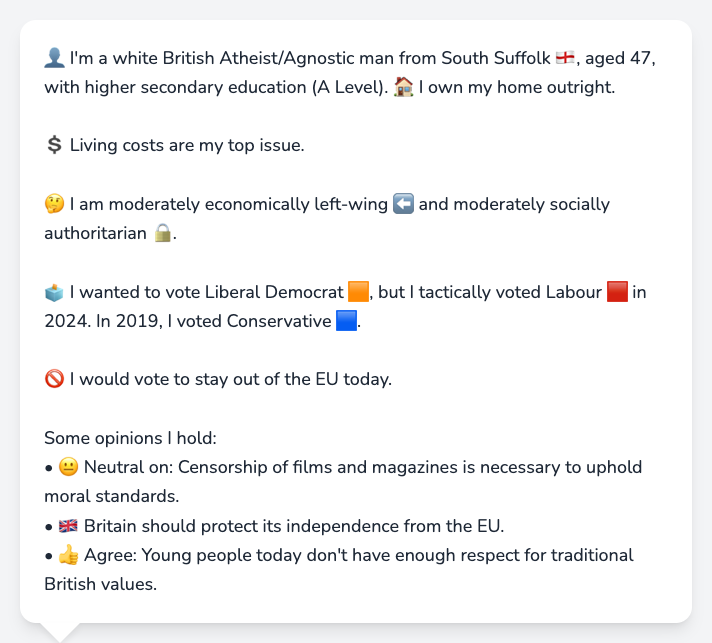 👤 I'm a white British Atheist/Agnostic man from South Suffolk 🏴󠁧󠁢󠁥󠁮󠁧󠁿, aged 47,
with higher secondary education (A Level). 🏠 I own my home outright.
💲 Living costs are my top issue.
🤔 I am moderately economically left-wing ⬅️ and moderately socially
authoritarian 🔒.
🗳️ I wanted to vote Liberal Democrat 🟧, but I tactically voted Labour 🟥 in
2024. In 2019, I voted Conservative 🟦.
🚫 I would vote to stay out of the EU today.
Some opinions I hold:
• 😐 Neutral on: Censorship of films and magazines is necessary to uphold
moral standards.
• 🇬🇧 Britain should protect its independence from the EU.
• 👍 Agree: Young people today don't have enough respect for traditional
British values.